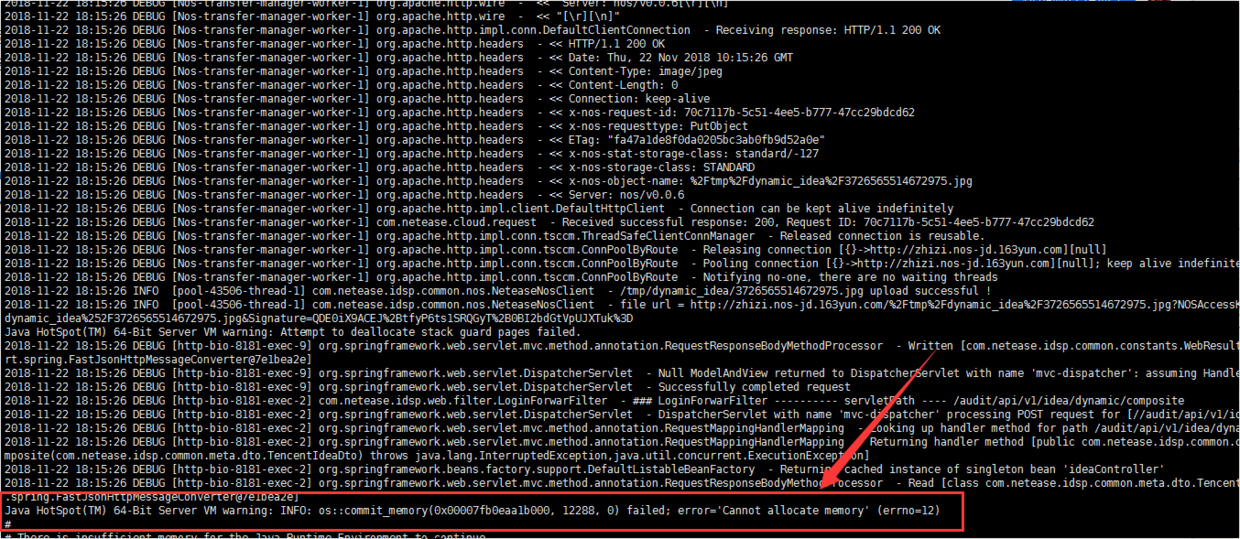 2018-11-22 18:15:26 DEBUG [Nos-transfer-manager-worker-1] org.apache.http.wire  -  << "Server: nos/v0.0.6[\r][\n]"
2018-11-22 18:15:26 DEBUG [Nos-transfer-manager-worker-1] org.apache.http.wire  -  << "[\r][\n]"
2018-11-22 18:15:26 DEBUG [Nos-transfer-manager-worker-1] org.apache.http.impl.conn.DefaultClientConnection  - Receiving response: HTTP/1.1 200 OK
2018-11-22 18:15:26 DEBUG [Nos-transfer-manager-worker-1] org.apache.http.headers  - << HTTP/1.1 200 OK
2018-11-22 18:15:26 DEBUG [Nos-transfer-manager-worker-1] org.apache.http.headers  - << Date: Thu, 22 Nov 2018 10:15:26 GMT
2018-11-22 18:15:26 DEBUG [Nos-transfer-manager-worker-1] org.apache.http.headers  - << Content-Type: image/jpeg
2018-11-22 18:15:26 DEBUG [Nos-transfer-manager-worker-1] org.apache.http.headers  - << Content-Length: 0
2018-11-22 18:15:26 DEBUG [Nos-transfer-manager-worker-1] org.apache.http.headers  - << Connection: keep-alive
2018-11-22 18:15:26 DEBUG [Nos-transfer-manager-worker-1] org.apache.http.headers  - << x-nos-request-id: 70c7117b-5c51-4ee5-b777-47cc29bdcd62
2018-11-22 18:15:26 DEBUG [Nos-transfer-manager-worker-1] org.apache.http.headers  - << x-nos-requesttype: PutObject
2018-11-22 18:15:26 DEBUG [Nos-transfer-manager-worker-1] org.apache.http.headers  - << ETag: "fa47a1de8f0da0205bc3ab0fb9d52a0e"
2018-11-22 18:15:26 DEBUG [Nos-transfer-manager-worker-1] org.apache.http.headers  - << x-nos-stat-storage-class: standard/-127
2018-11-22 18:15:26 DEBUG [Nos-transfer-manager-worker-1] org.apache.http.headers  - << x-nos-storage-class: STANDARD
2018-11-22 18:15:26 DEBUG [Nos-transfer-manager-worker-1] org.apache.http.headers  - << x-nos-object-name: %2Ftmp%2Fdynamic_idea%2F3726565514672975.jpg
2018-11-22 18:15:26 DEBUG [Nos-transfer-manager-worker-1] org.apache.http.headers  - << Server: nos/v0.0.6
2018-11-22 18:15:26 DEBUG [Nos-transfer-manager-worker-1] org.apache.http.impl.client.DefaultHttpClient  - Connection can be kept alive indefinitely
2018-11-22 18:15:26 DEBUG [Nos-transfer-manager-worker-1] com.netease.cloud.request  - Received successful response: 200, Request ID: 70c7117b-5c51-4ee5-b777-47cc29bdcd62
2018-11-22 18:15:26 DEBUG [Nos-transfer-manager-worker-1] org.apache.http.impl.conn.tsccm.ThreadSafeClientConnManager  - Released connection is reusable.
2018-11-22 18:15:26 DEBUG [Nos-transfer-manager-worker-1] org.apache.http.impl.conn.tsccm.ConnPoolByRoute  - Releasing connection [{}->http://zhizi.nos-jd.163yun.com][null]
2018-11-22 18:15:26 DEBUG [Nos-transfer-manager-worker-1] org.apache.http.impl.conn.tsccm.ConnPoolByRoute  - Pooling connection [{}->http://zhizi.nos-jd.163yun.com][null]; keep alive indefinite
2018-11-22 18:15:26 DEBUG [Nos-transfer-manager-worker-1] org.apache.http.impl.conn.tsccm.ConnPoolByRoute  - Notifying no-one, there are no waiting threads
2018-11-22 18:15:26 INFO  [pool-43506-thread-1] com.netease.idsp.common.nos.NeteaseNosClient  - /tmp/dynamic_idea/3726565514672975.jpg upload successful !
2018-11-22 18:15:26 INFO  [pool-43506-thread-1] com.netease.idsp.common.nos.NeteaseNosClient  - file url = http://zhizi.nos-jd.163yun.com/%2Ftmp%2Fdynamic_idea%2F3726565514672975.jpg?NOSAccessK
dynamic_idea%252F3726565514672975.jpg&Signature=QDE0iX9ACEJ%2BtfyP6ts1SRQGyT%2B0BI2bdGtVpUJXTuk%3D
Java HotSpot(TM) 64-Bit Server VM warning: Attempt to deallocate stack guard pages failed.
2018-11-22 18:15:26 DEBUG [http-bio-8181-exec-9] org.springframework.web.servlet.mvc.method.annotation.RequestResponseBodyMethodProcessor  - Written [com.netease.idsp.common.constants.WebResult
rt.spring.FastJsonHttpMessageConverter@7e1bea2e]
2018-11-22 18:15:26 DEBUG [http-bio-8181-exec-9] org.springframework.web.servlet.DispatcherServlet  - Null ModelAndView returned to DispatcherServlet with name 'mvc-dispatcher': assuming Handle
2018-11-22 18:15:26 DEBUG [http-bio-8181-exec-9] org.springframework.web.servlet.DispatcherServlet  - Successfully completed request
2018-11-22 18:15:26 DEBUG [http-bio-8181-exec-2] com.netease.idsp.web.filter.LoginForwarFilter  - ### LoginForwarFilter ---------- servletPath ---- /audit/api/v1/idea/dynamic/composite
2018-11-22 18:15:26 DEBUG [http-bio-8181-exec-2] org.springframework.web.servlet.DispatcherServlet  - DispatcherServlet with name 'mvc-dispatcher' processing POST request for [//audit/api/v1/id
2018-11-22 18:15:26 DEBUG [http-bio-8181-exec-2] org.springframework.web.servlet.mvc.method.annotation.RequestMappingHandlerMapping  - Looking up handler method for path /audit/api/v1/idea/dyna
2018-11-22 18:15:26 DEBUG [http-bio-8181-exec-2] org.springframework.web.servlet.mvc.method.annotation.RequestMappingHandlerMapping  - Returning handler method [public com.netease.idsp.common.c
mposite(com.netease.idsp.common.meta.dto.TencentIdeaDto) throws java.lang.InterruptedException,java.util.concurrent.ExecutionException]
2018-11-22 18:15:26 DEBUG [http-bio-8181-exec-2] org.springframework.beans.factory.support.DefaultListableBeanFactory  - Returning cached instance of singleton bean 'ideaController'
2018-11-22 18:15:26 DEBUG [http-bio-8181-exec-2] org.springframework.web.servlet.mvc.method.annotation.RequestResponseBodyMethodProcessor  - Read [class com.netease.idsp.common.meta.dto.Tencent
.spring.FastJsonHttpMessageConverter@7e1bea2e]
Java HotSpot(TM) 64-Bit Server VM warning: INFO: os::commit_memory(0x00007fb0eaa1b000, 12288, 0) failed; error='Cannot allocate memory' (errno=12)
#
# There is insufficient memory for the Java Runtime Environment to continue